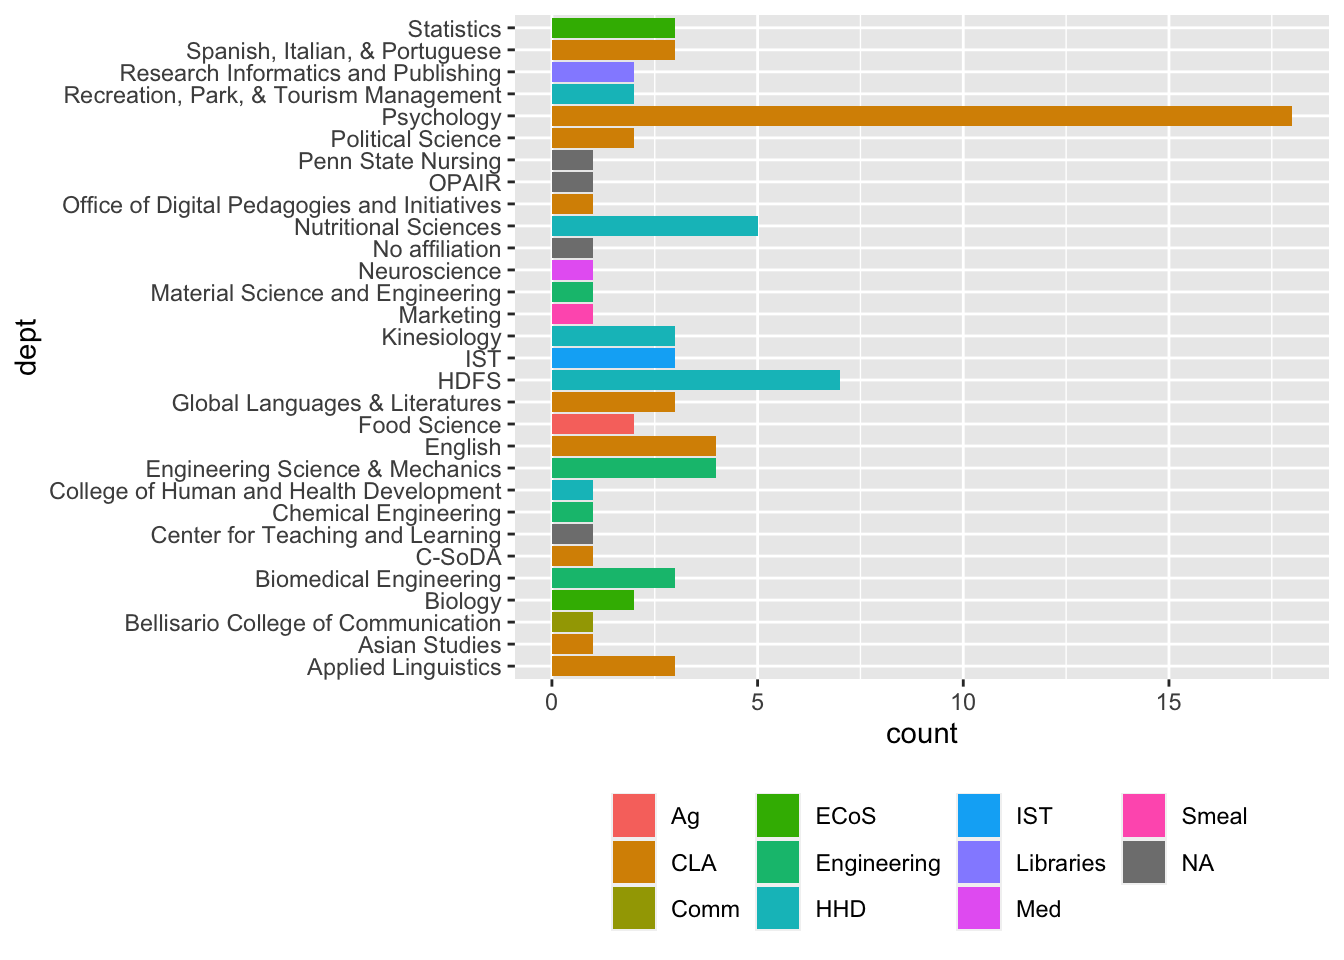 Statistics
Spanish, Italian, & Portuguese
Research Informatics and Publishing
Recreation, Park, & Tourism Management
Psychology
Political Science
Penn State Nursing
OPAIR
Office of Digital Pedagogies and Initiatives
Nutritional Sciences
No affiliation
Neuroscience
Material Science and Engineering
Marketing
Kinesiology
IST
HDFS
Global Languages & Literatures
Food Science
English
Engineering Science & Mechanics
College of Human and Health Development
Chemical Engineering
Center for Teaching and Learning
C-SoDA
Biomedical Engineering
Biology
Bellisario College of Communication
Asian Studies
Applied Linguistics
dept
0 5 10 15
count
Ag ECoS IST Smeal
CLA Engineering Libraries NA
Comm HHD Med